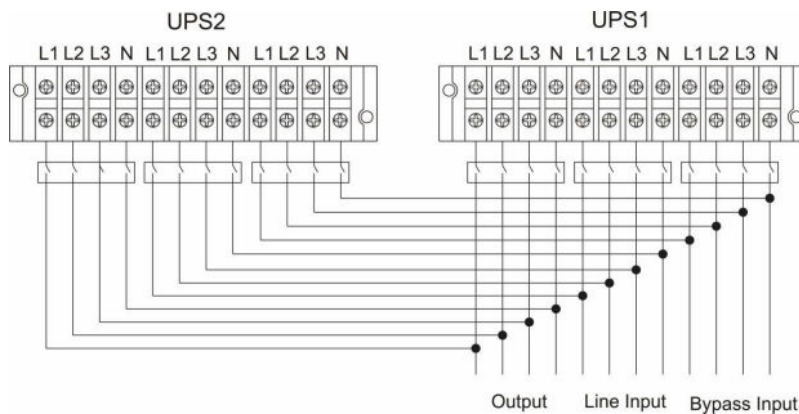 UPS2 UPS1
L1 L2 L3 N L1 L2 L3 N L1 L2 L3 N L1 L2 L3 N L1 L2 L3 N L1 L2 L3 N
Output Line Input Bypass Input